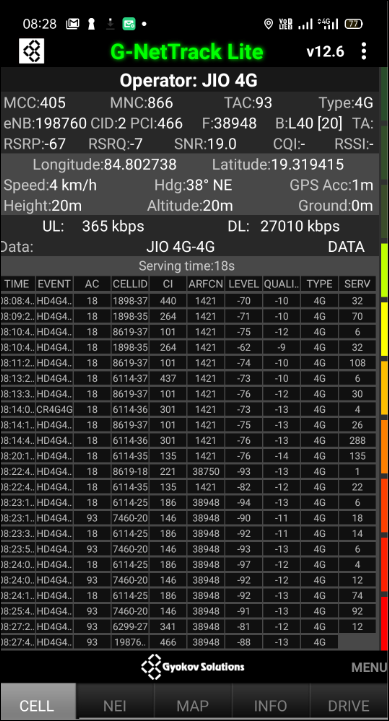 08:28 77
G-NetTrack Lite v12.6
Operator: JIO 4G
MCC:405 MNC:866 TAC:93 Type:4G
eNB:198760 CID:2 PCI:466 F:38948 B:L40 [20] TA:
RSRP:-67 RSRQ:-7 SNR:19.0 CQI:- RSSI:-
Longitude:84.802738 Latitude:19.319415
Speed:4 km/h Hdg:38° NE GPS Acc:1m
Height:20m Altitude:20m Ground:0m
UL: 365 kbps DL: 27010 kbps
Data: JIO 4G-4G DATA
Serving time:18s
TIME EVENT AC CELLID CI ARFCN LEVEL QUALI.. TYPE SERV
08:08:4.. HD4G4.. 18 1898-37 440 1421 -70 -10 4G 32
08:09:2.. HD4G4.. 18 1898-35 264 1421 -71 -10 4G 70
08:10:4.. HD4G4.. 18 8619-37 101 1421 -75 -12 4G 6
08:10:4.. HD4G4.. 18 1898-35 264 1421 -62 -9 4G 32
08:11:2.. HD4G4.. 18 8619-37 101 1421 -74 -10 4G 108
08:13:2.. HD4G4.. 18 6114-37 437 1421 -73 -10 4G 6
08:13:3.. HD4G4.. 18 8619-37 101 1421 -76 -12 4G 30
08:14:0.. CR4G4G 18 6114-36 301 1421 -73 -13 4G 4
08:14:1.. HD4G4.. 18 8619-37 101 1421 -75 -13 4G 26
08:14:4.. HD4G4.. 18 6114-36 301 1421 -76 -13 4G 288
08:20:1.. HD4G4.. 18 6114-35 135 1421 -76 -14 4G 135
08:22:4.. HD4G4.. 18 8619-18 221 38750 -93 -13 4G 1
08:22:4.. HD4G4.. 18 6114-35 135 1421 -82 -12 4G 22
08:23:1.. HD4G4.. 18 6114-25 186 38948 -94 -13 4G 6
08:23:1.. HD4G4.. 93 7460-20 146 38948 -90 -11 4G 18
08:23:3.. HD4G4.. 18 6114-25 186 38948 -92 -11 4G 14
08:23:5.. HD4G4.. 93 7460-20 146 38948 -93 -13 4G 6
08:24:0.. HD4G4.. 18 6114-25 186 38948 -97 -12 4G 4
08:24:0.. HD4G4.. 93 7460-20 146 38948 -92 -12 4G 12
08:24:1.. HD4G4.. 18 6114-25 186 38948 -92 -13 4G 74
08:25:4.. HD4G4.. 93 7460-20 146 38948 -91 -13 4G 92
08:27:2.. HD4G4.. 93 6299-27 341 38948 -81 -12 4G 12
08:27:4.. HD4G4.. 93 19876.. 466 38948 -88 -13 4G
Gyokov Solutions MENU
CELL NEI MAP INFO DRIVE